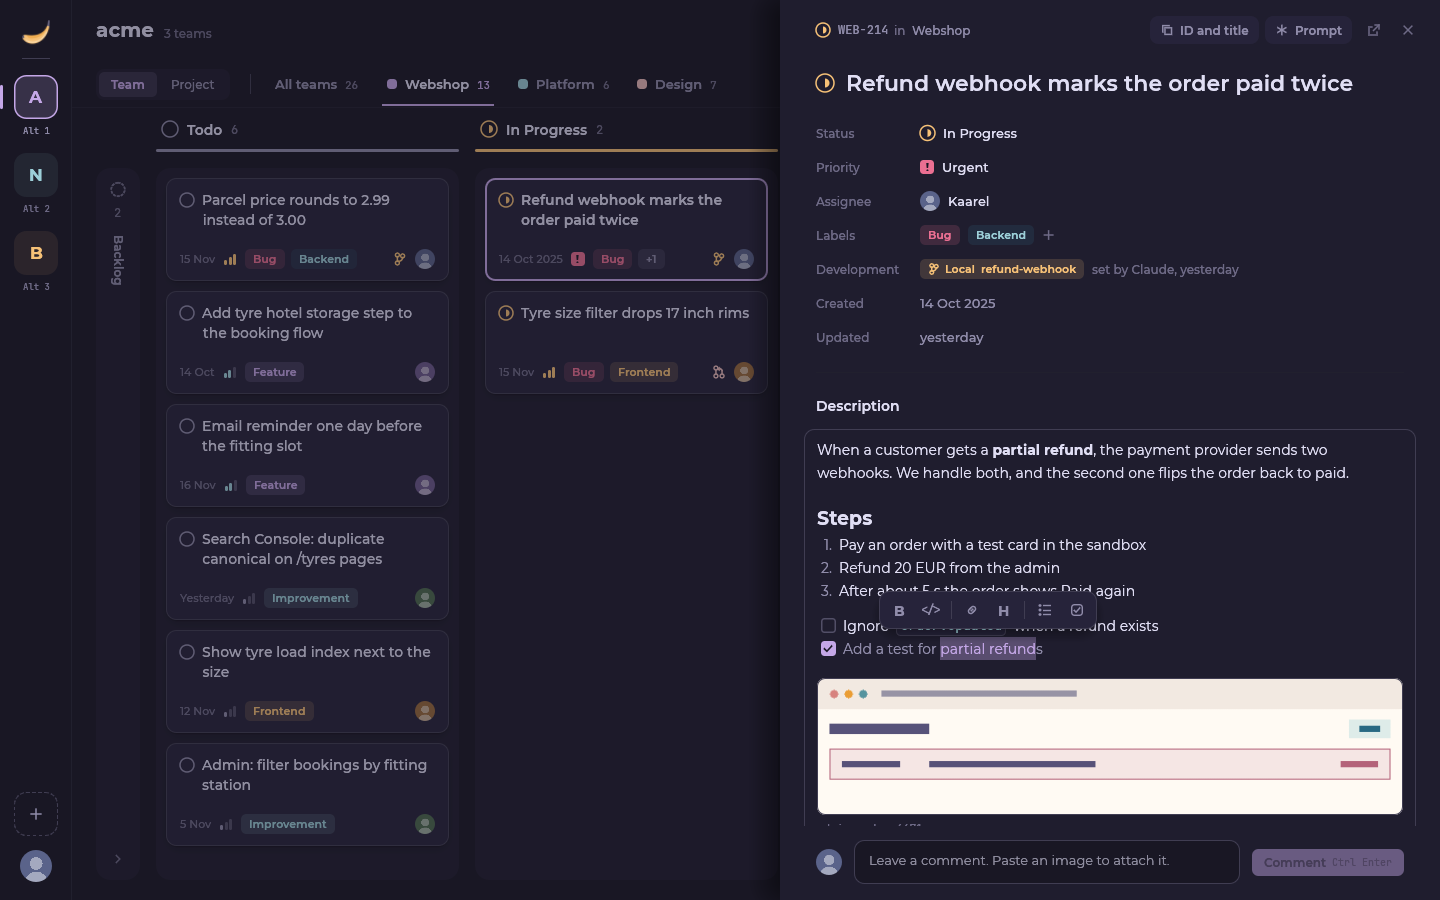 acme 3 teams
Team Project All teams 26 Webshop 13 Platform 6 Design 7
A
Alt 1
N
Alt 2
B
Alt 3
+
2
Backlog
Todo 6
Parcel price rounds to 2.99
instead of 3.00
15 Nov Bug Backend
Add tyre hotel storage step to
the booking flow
14 Oct Feature
Email reminder one day before
the fitting slot
16 Nov Feature
Search Console: duplicate
canonical on /tyres pages
Yesterday Improvement
Show tyre load index next to the
size
12 Nov Frontend
Admin: filter bookings by fitting
station
5 Nov Improvement
In Progress 2
Refund webhook marks the
order paid twice
14 Oct 2025 ! Bug +1
Tyre size filter drops 17 inch rims
15 Nov Bug Frontend
WEB-214 in Webshop ID and title Prompt
Refund webhook marks the order paid twice
Status In Progress
Priority ! Urgent
Assignee Kaarel
Labels Bug Backend +
Development Local refund-webhook set by Claude, yesterday
Created 14 Oct 2025
Updated yesterday
Description
When a customer gets a partial refund, the payment provider sends two
webhooks. We handle both, and the second one flips the order back to paid.
Steps
1. Pay an order with a test card in the sandbox
2. Refund 20 EUR from the admin
3. After about 5 s the order shows Paid again
B </> H
Ignore when a refund exists
Add a test for partial refunds
Leave a comment. Paste an image to attach it.
Comment Ctrl Enter